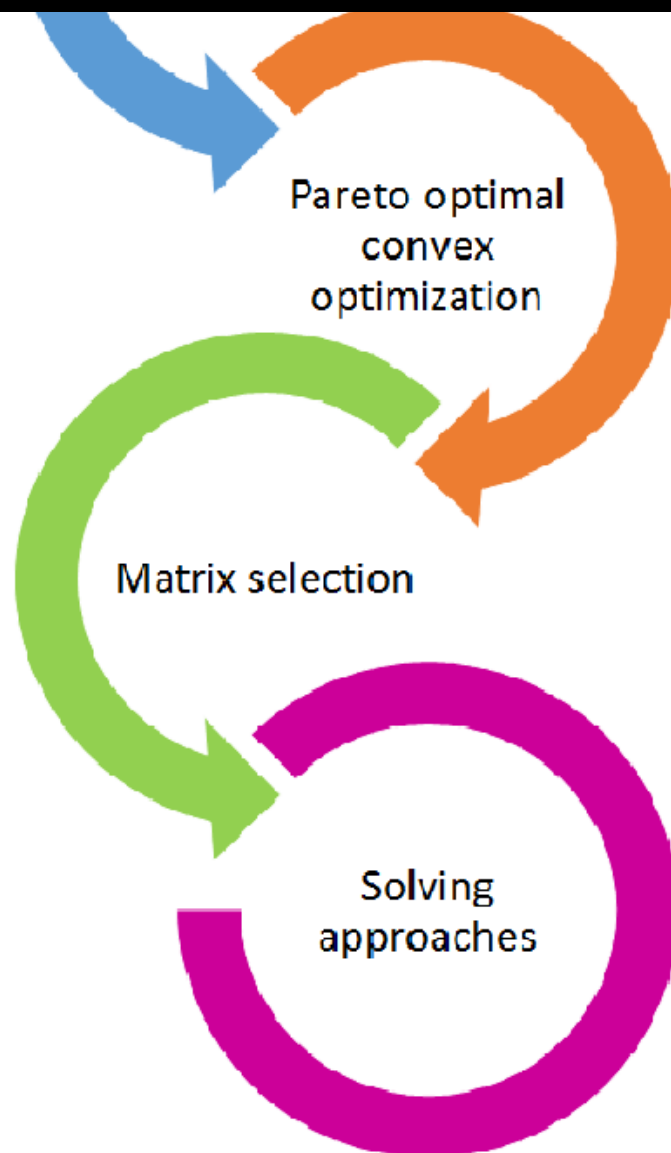 Pareto optimal
convex
optimization
Matrix selection
Solving
approaches